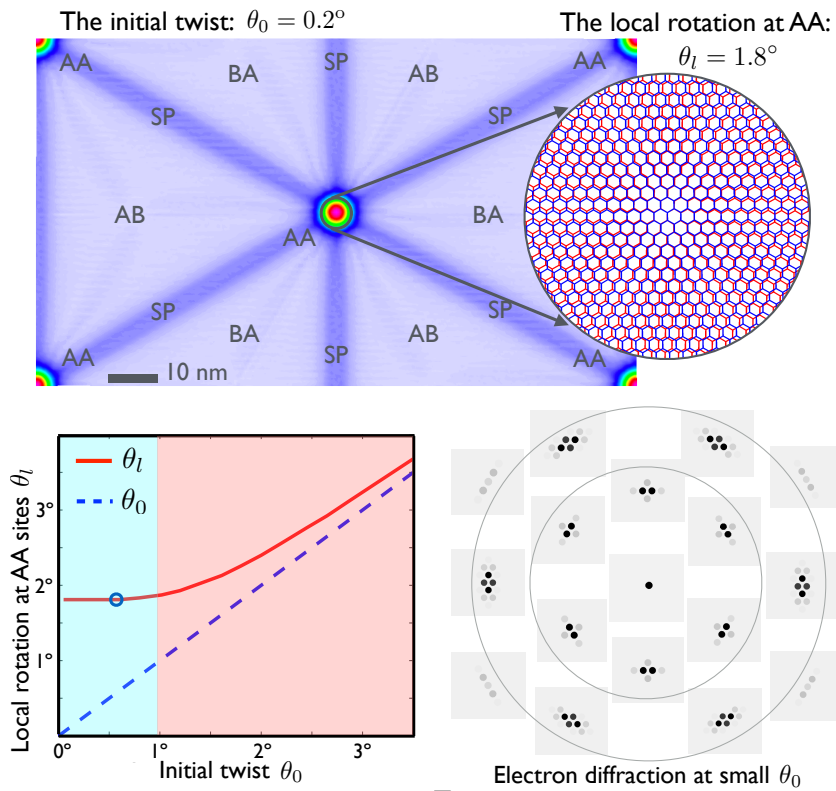 The initial twist: θ₀ = 0.2°
The local rotation at AA:
θₗ = 1.8°
AA
BA
SP
AB
AA
SP
SP
AB
BA
AA
SP
SP
BA
SP
AB
AA
AA
10 nm
θₗ
θ₀
3°
2°
1°
0°
1°
2°
3°
Local rotation at AA sites θₗ
Initial twist θ₀
Electron diffraction at small θ₀